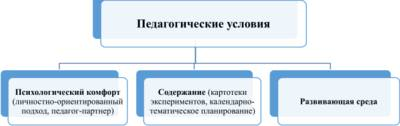 Педагогические условия
Психологический комфорт
(личностно-ориентированный
подход, педагог-партнер)
Содержание (картотеки
экспериментов, календарно-
тематическое планирование)
Развивающая среда